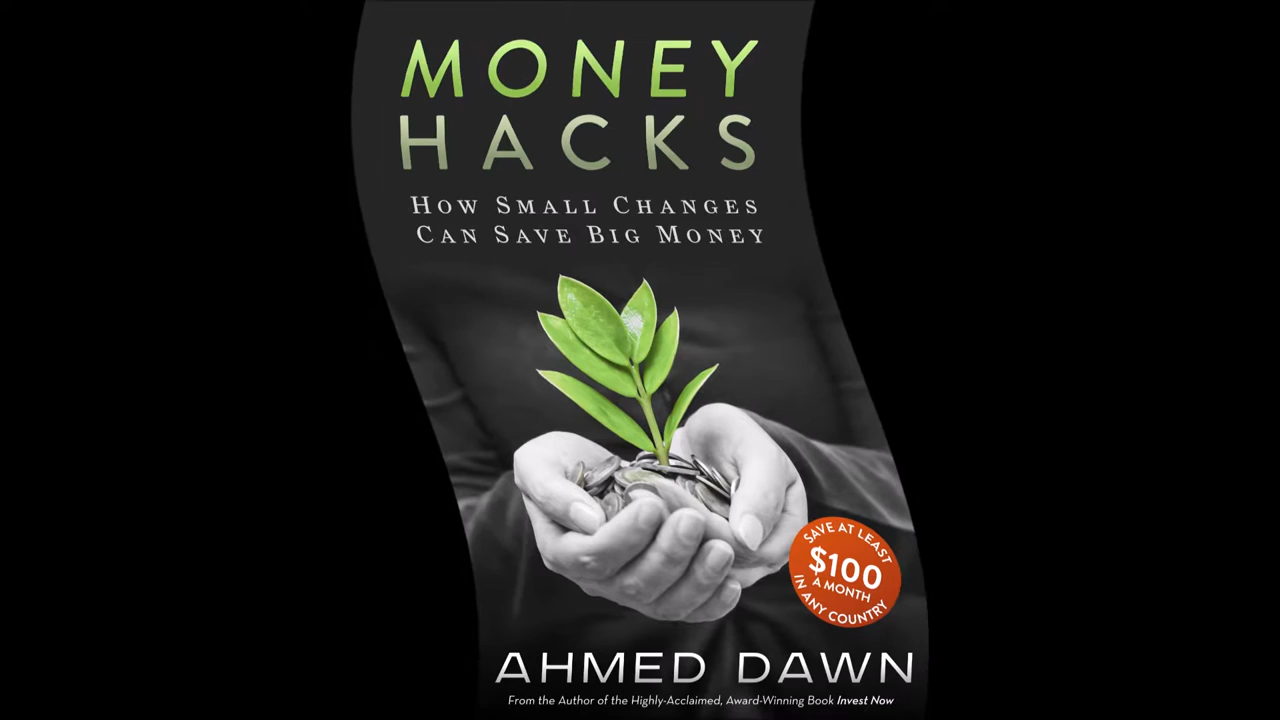 MONEY
HACKS
HOW SMALL CHANGES
CAN SAVE BIG MONEY
SAVE AT LEAST
$100
A MONTH
IN ANY COUNTRY
AHMED DAWN
From the Author of the Highly-Acclaimed, Award-Winning Book Invest Now